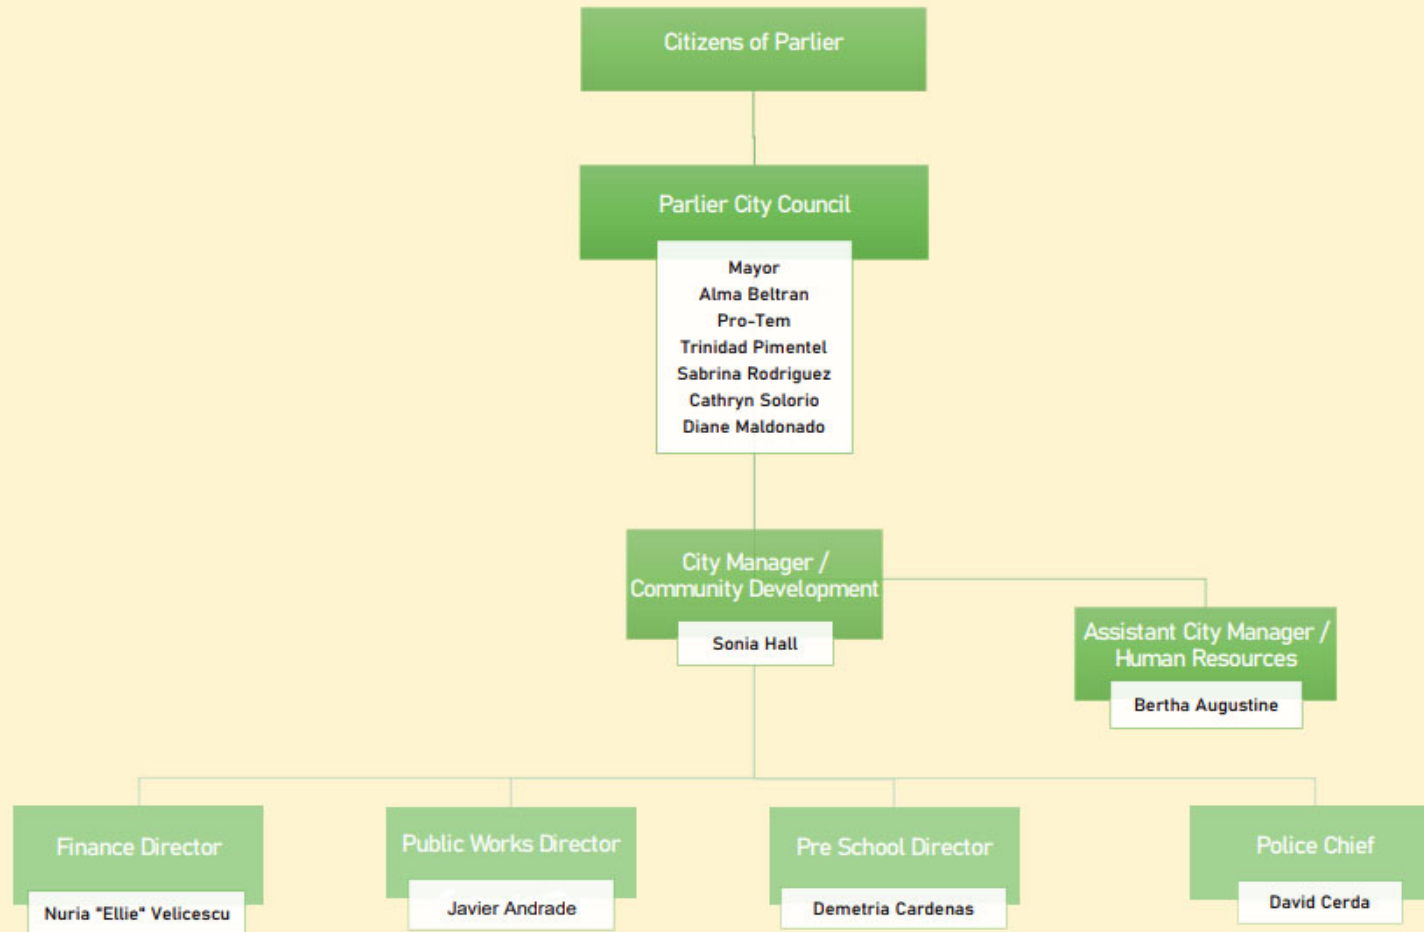 Citizens of Parlier
Parlier City Council
Mayor
Alma Beltran
Pro-Tem
Trinidad Pimentel
Sabrina Rodriguez
Cathryn Solorio
Diane Maldonado
City Manager /
Community Development
Sonia Hall
Assistant City Manager /
Human Resources
Bertha Augustine
Finance Director
Nuria "Ellie" Velicescu
Public Works Director
Javier Andrade
Pre School Director
Demetria Cardenas
Police Chief
David Cerda